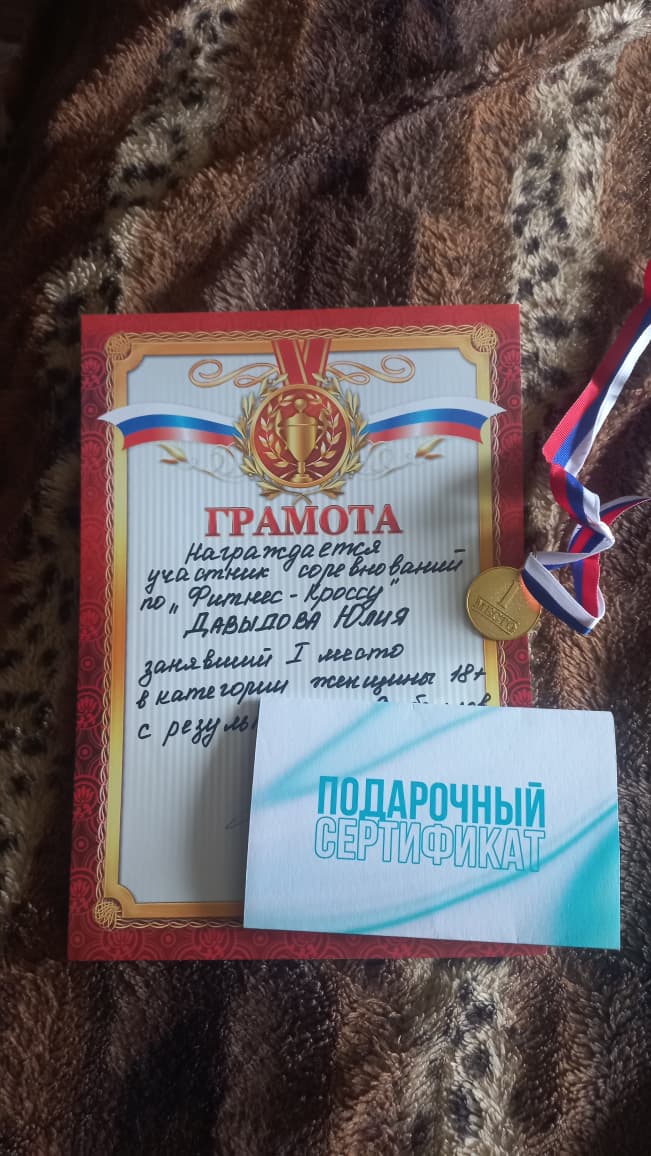 ГРАМОТА
Награждается
участник соревнований
по „Фитнес-Кроссу"
ДАВЫДОВА ЮЛИЯ
занявший I место
в категории женщины 18+
с
1
МЕСТО
ПОДАРОЧНЫЙ
СЕРТИФИКАТ